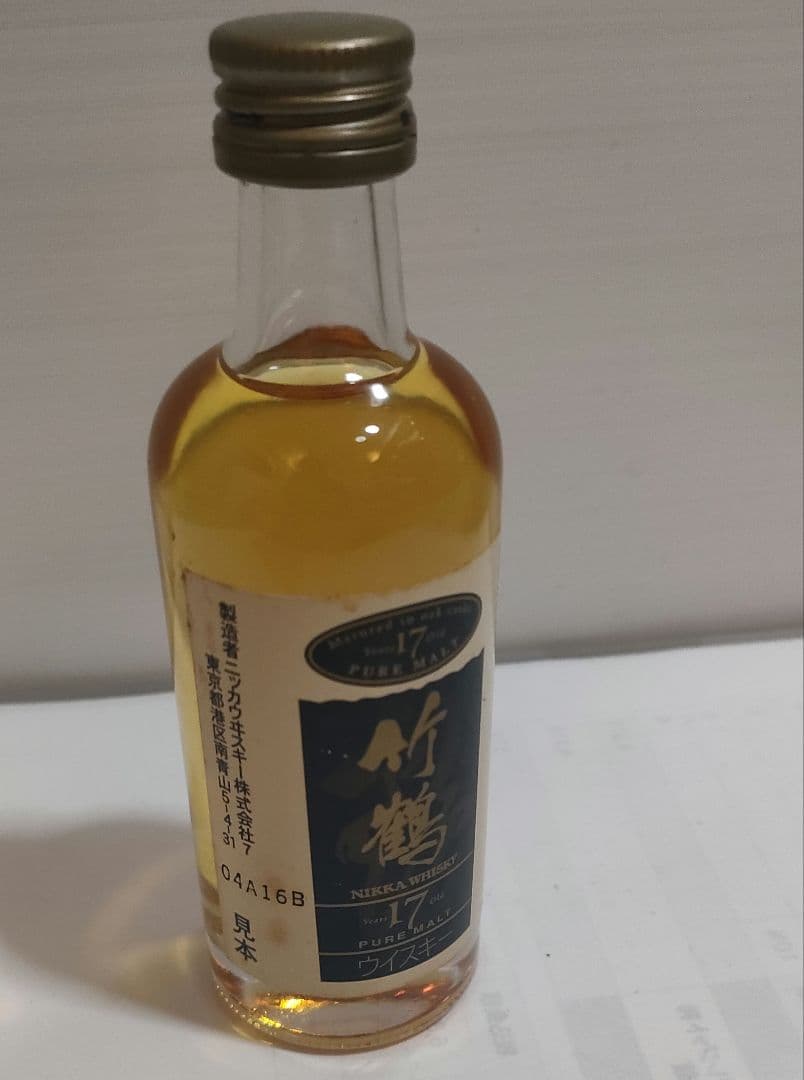 Matured in oak casks
Years 17 Old
PURE MALT
竹鶴
NIKKA WHISKY
Years 17 Old
PURE MALT
ウイスキー
製造者 ニッカウヰスキー株式会社 7
東京都港区南青山5-4-31
04A16B
見本